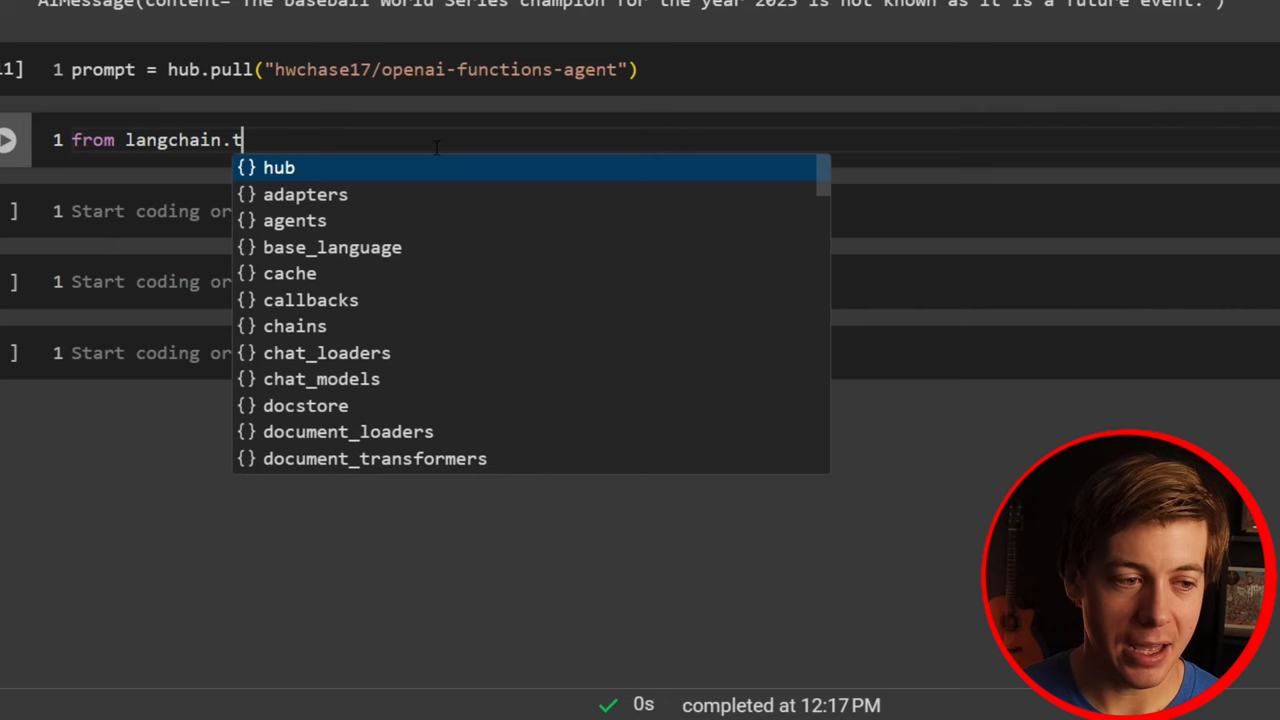 AIMessage(content='The baseball World Series champion for the year 2023 is not known as it is a future event.')
11] 1 prompt = hub.pull("hwchase17/openai-functions-agent")
1 from langchain.t
{} hub
{} adapters
] 1 Start coding or
{} agents
{} base_language
{} cache
] 1 Start coding or
{} callbacks
{} chains
] 1 Start coding or
{} chat_loaders
{} chat_models
{} docstore
{} document_loaders
{} document_transformers
0s completed at 12:17 PM